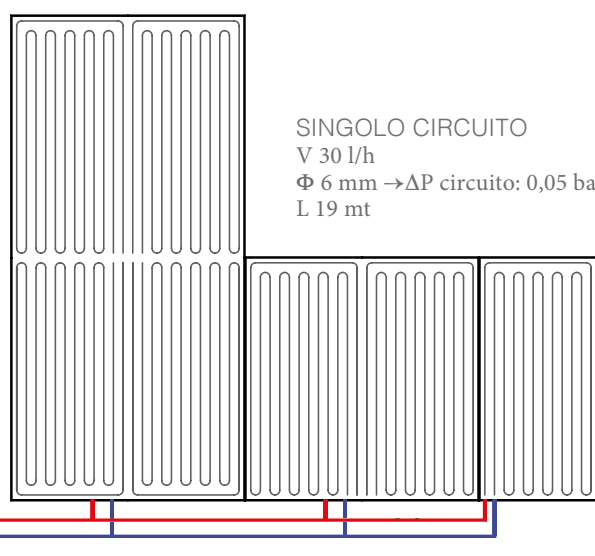 SINGOLO CIRCUITO
V 30 l/h
Φ 6 mm →ΔP circuito: 0,05 ba
L 19 mt